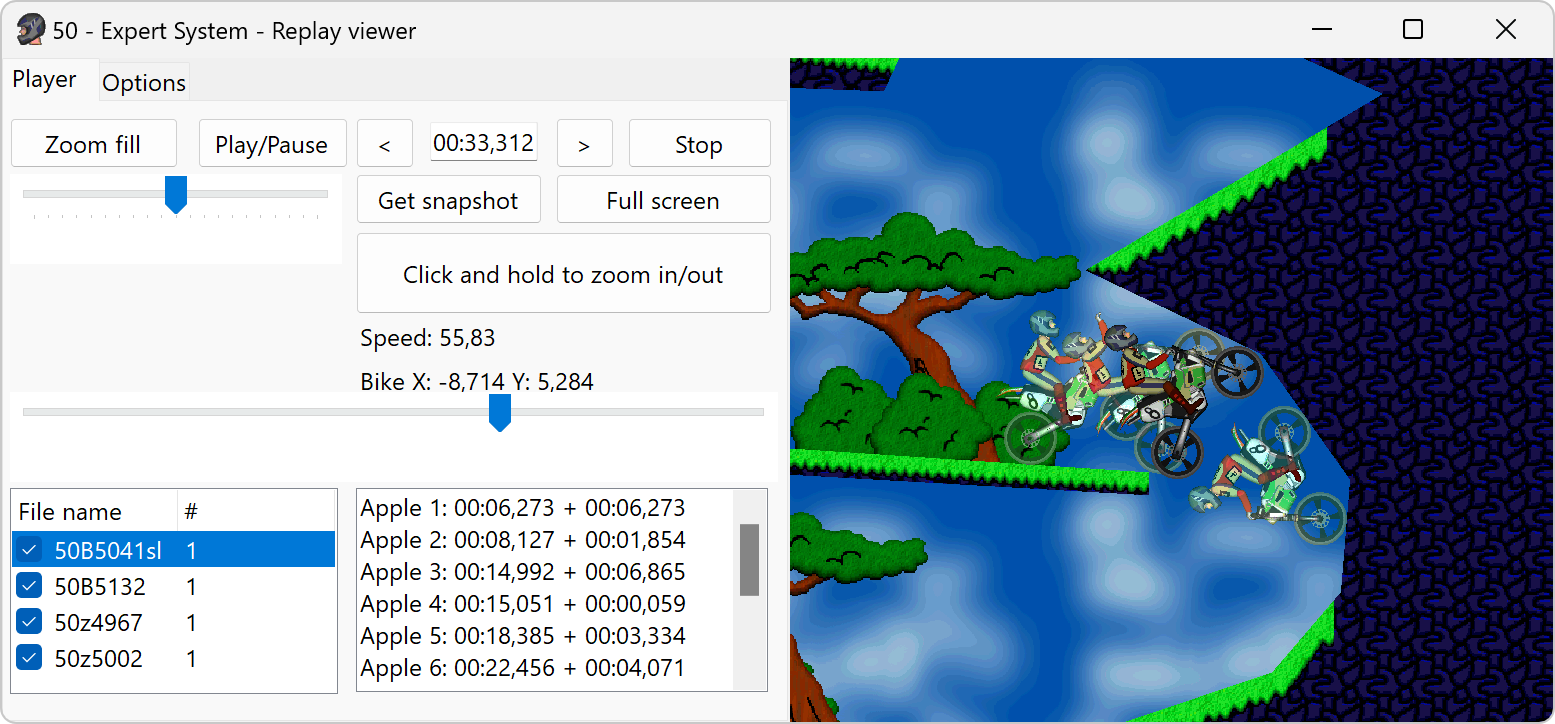 50 - Expert System - Replay viewer
Player Options
Zoom fill Play/Pause < 00:33,312 > Stop
Get snapshot Full screen
Click and hold to zoom in/out
Speed: 55,83
Bike X: -8,714 Y: 5,284
File name #
50B5041sl 1
50B5132 1
50z4967 1
50z5002 1
Apple 1: 00:06,273 + 00:06,273
Apple 2: 00:08,127 + 00:01,854
Apple 3: 00:14,992 + 00:06,865
Apple 4: 00:15,051 + 00:00,059
Apple 5: 00:18,385 + 00:03,334
Apple 6: 00:22,456 + 00:04,071
8
8
8
8